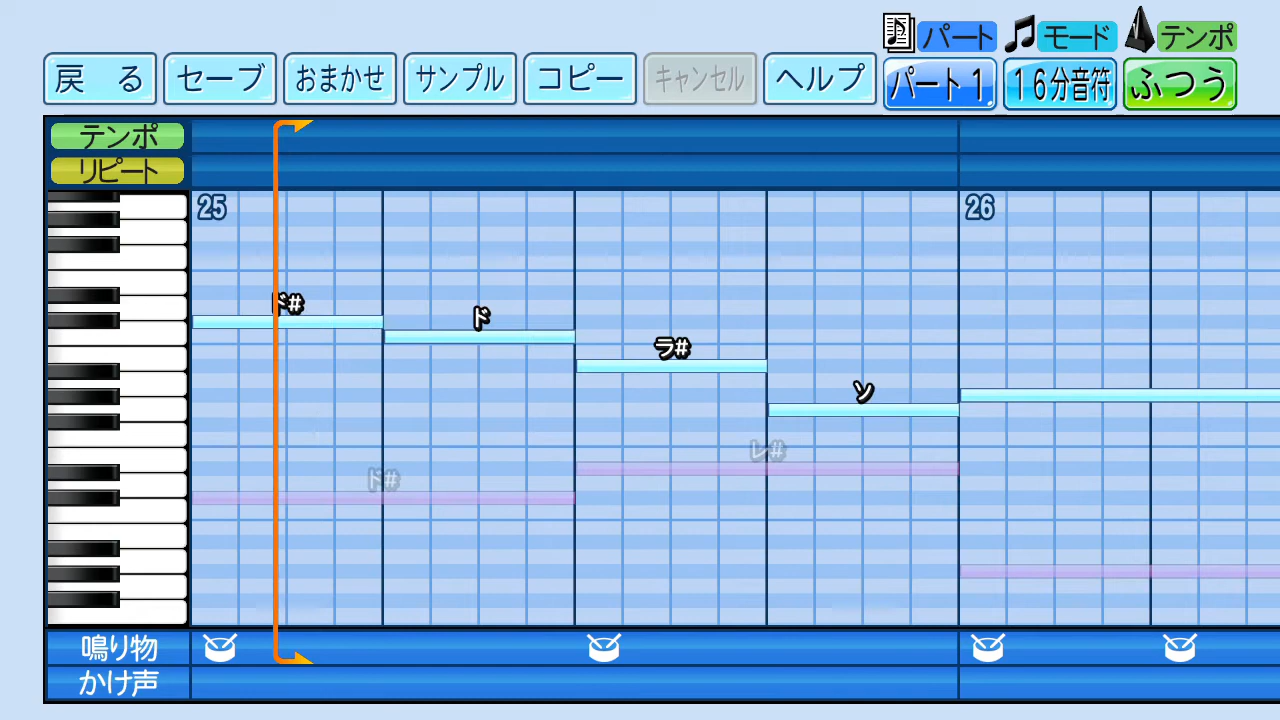 パート モード テンポ
戻る セーブ おまかせ サンプル コピー キャンセル ヘルプ パート1 16分音符 ふつう
テンポ
リピート
25 26
ド#
ド
ラ#
ソ
レ#
ド#
鳴り物
かけ声